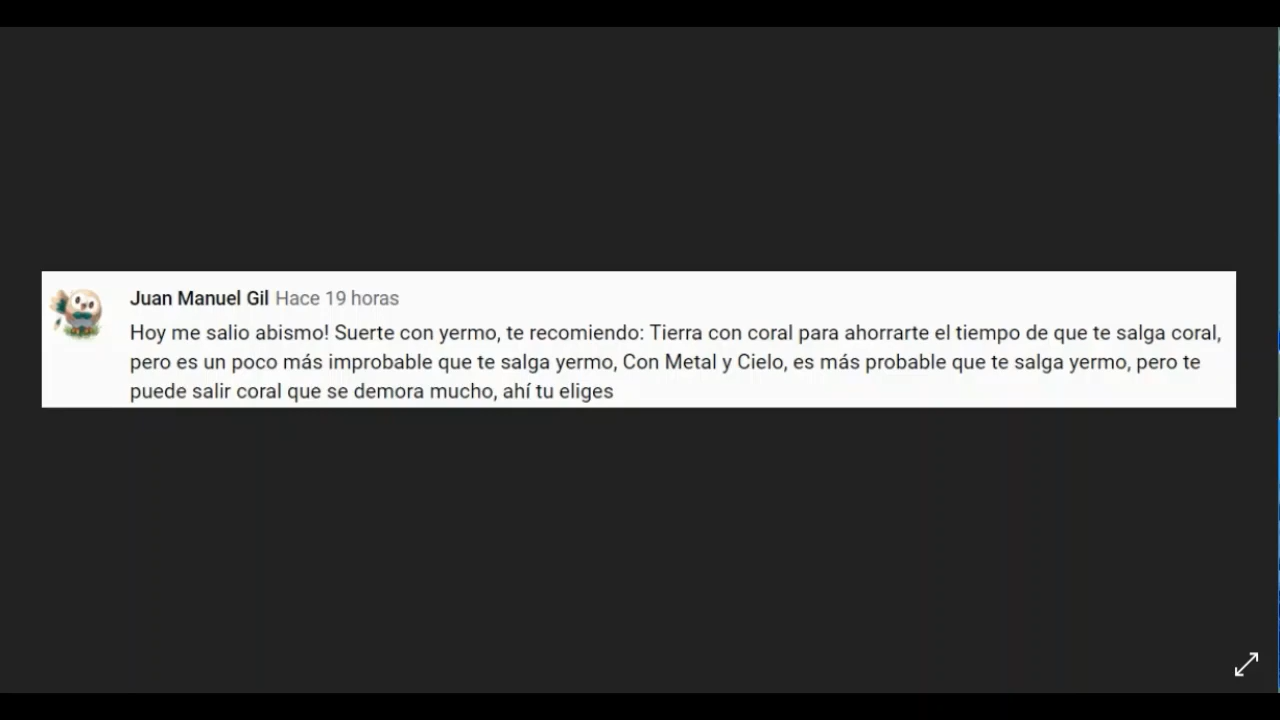 Juan Manuel Gil Hace 19 horas
Hoy me salio abismo! Suerte con yermo, te recomiendo: Tierra con coral para ahorrarte el tiempo de que te salga coral,
pero es un poco más improbable que te salga yermo, Con Metal y Cielo, es más probable que te salga yermo, pero te
puede salir coral que se demora mucho, ahí tu eliges